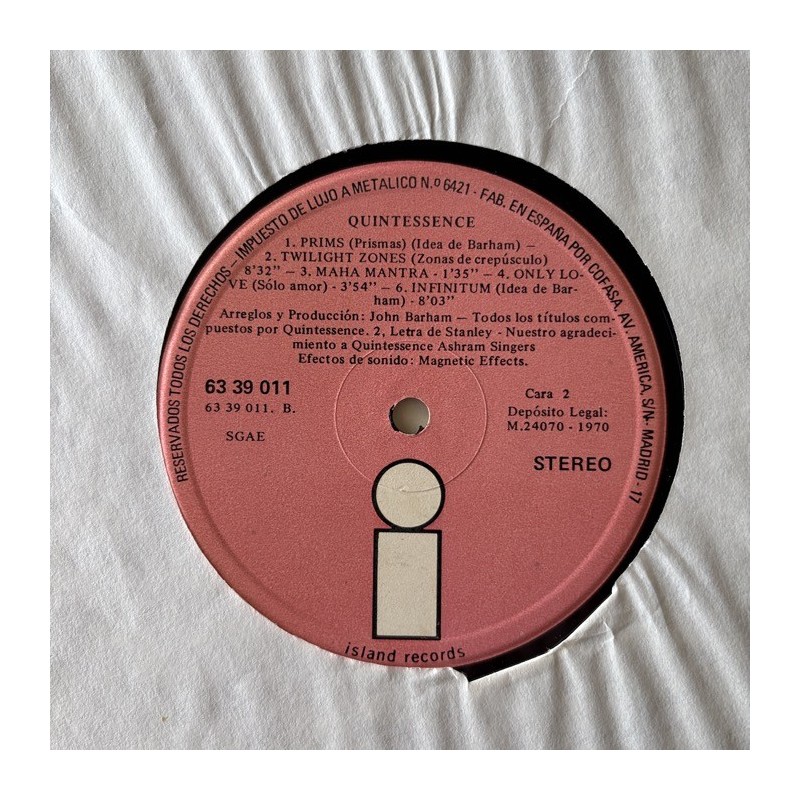 RESERVADOS TODOS LOS DERECHOS — IMPUESTO DE LUJO A METALICO N.º 6421 - FAB. EN ESPAÑA POR COFASA. AV. AMERICA, S/N - MADRID - 17
QUINTESSENCE
1. PRIMS (Prismas) (Idea de Barham) —
2. TWILIGHT ZONES (Zonas de crepúsculo)
8'32" — 3. MAHA MANTRA - 1'35" — 4. ONLY LO-
VE (Sólo amor) - 3'54" — 6. INFINITUM (Idea de Bar-
ham) - 8'03"
Arreglos y Producción: John Barham — Todos los títulos com-
puestos por Quintessence. 2, Letra de Stanley - Nuestro agradeci-
miento a Quintessence Ashram Singers
Efectos de sonido: Magnetic Effects.
63 39 011
63 39 011. B.
SGAE
Cara 2
Depósito Legal:
M.24070 - 1970
STEREO
island records